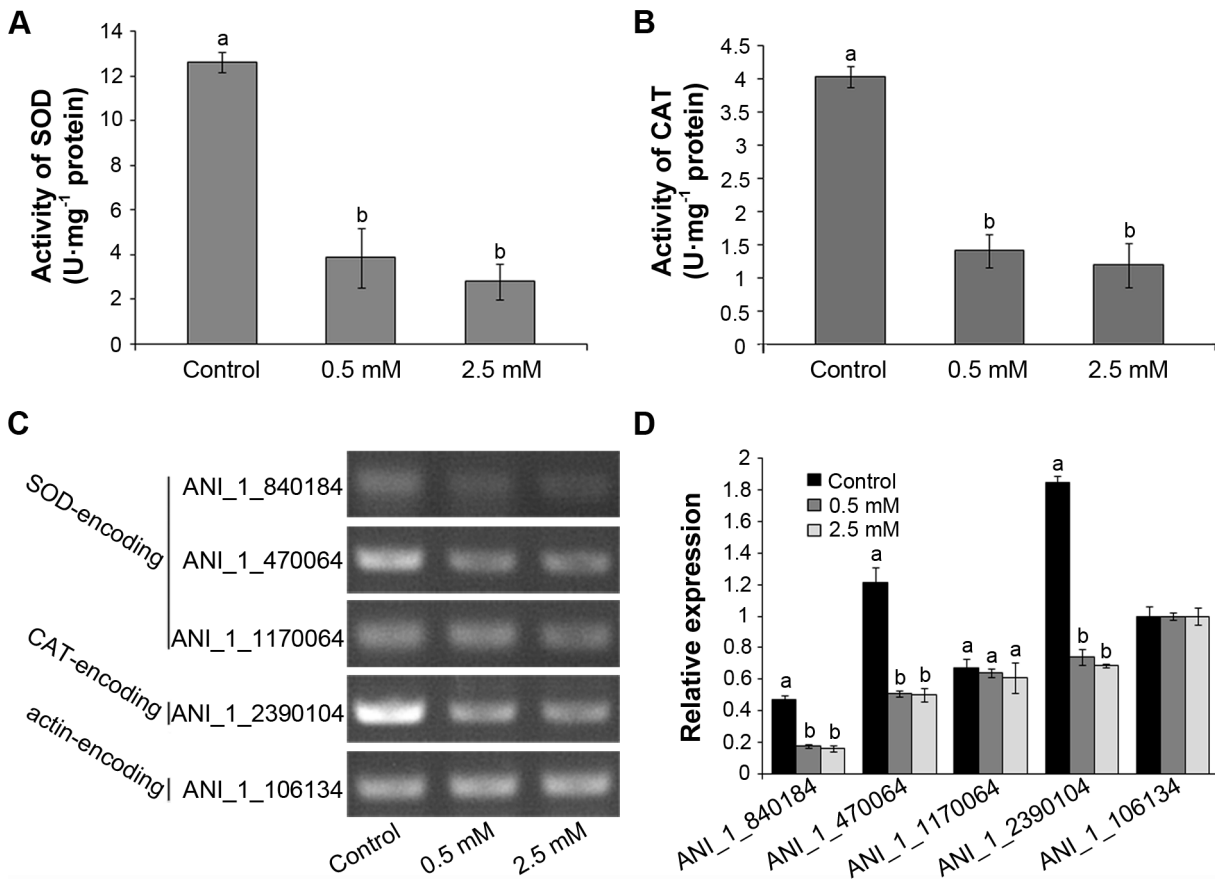 A
Activity of SOD
(U·mg⁻¹ protein)
14
12
10
8
6
4
2
0
a
b
b
Control
0.5 mM
2.5 mM
B
Activity of CAT
(U·mg⁻¹ protein)
4.5
4
3.5
3
2.5
2
1.5
1
0.5
0
a
b
b
Control
0.5 mM
2.5 mM
C
SOD-encoding
ANI_1_840184
ANI_1_470064
ANI_1_1170064
CAT-encoding
ANI_1_2390104
actin-encoding
ANI_1_106134
Control
0.5 mM
2.5 mM
D
Relative expression
2
1.8
1.6
1.4
1.2
1
0.8
0.6
0.4
0.2
0
Control
0.5 mM
2.5 mM
a
b
b
a
b
b
a
a
a
a
b
b
ANI_1_840184
ANI_1_470064
ANI_1_1170064
ANI_1_2390104
ANI_1_106134